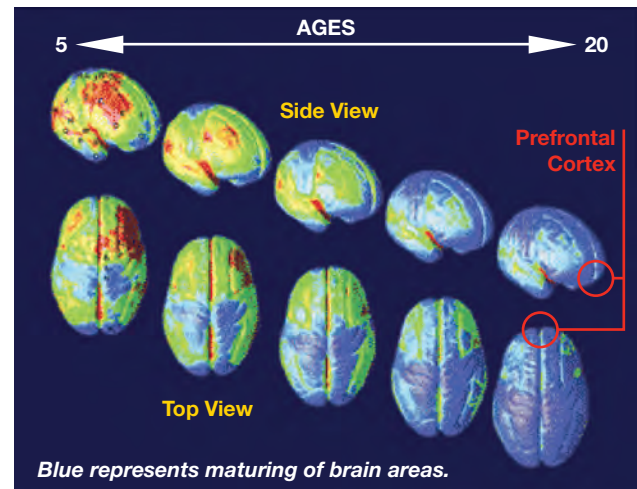 AGES
5
20
Side View
Prefrontal
Cortex
Top View
Blue represents maturing of brain areas.